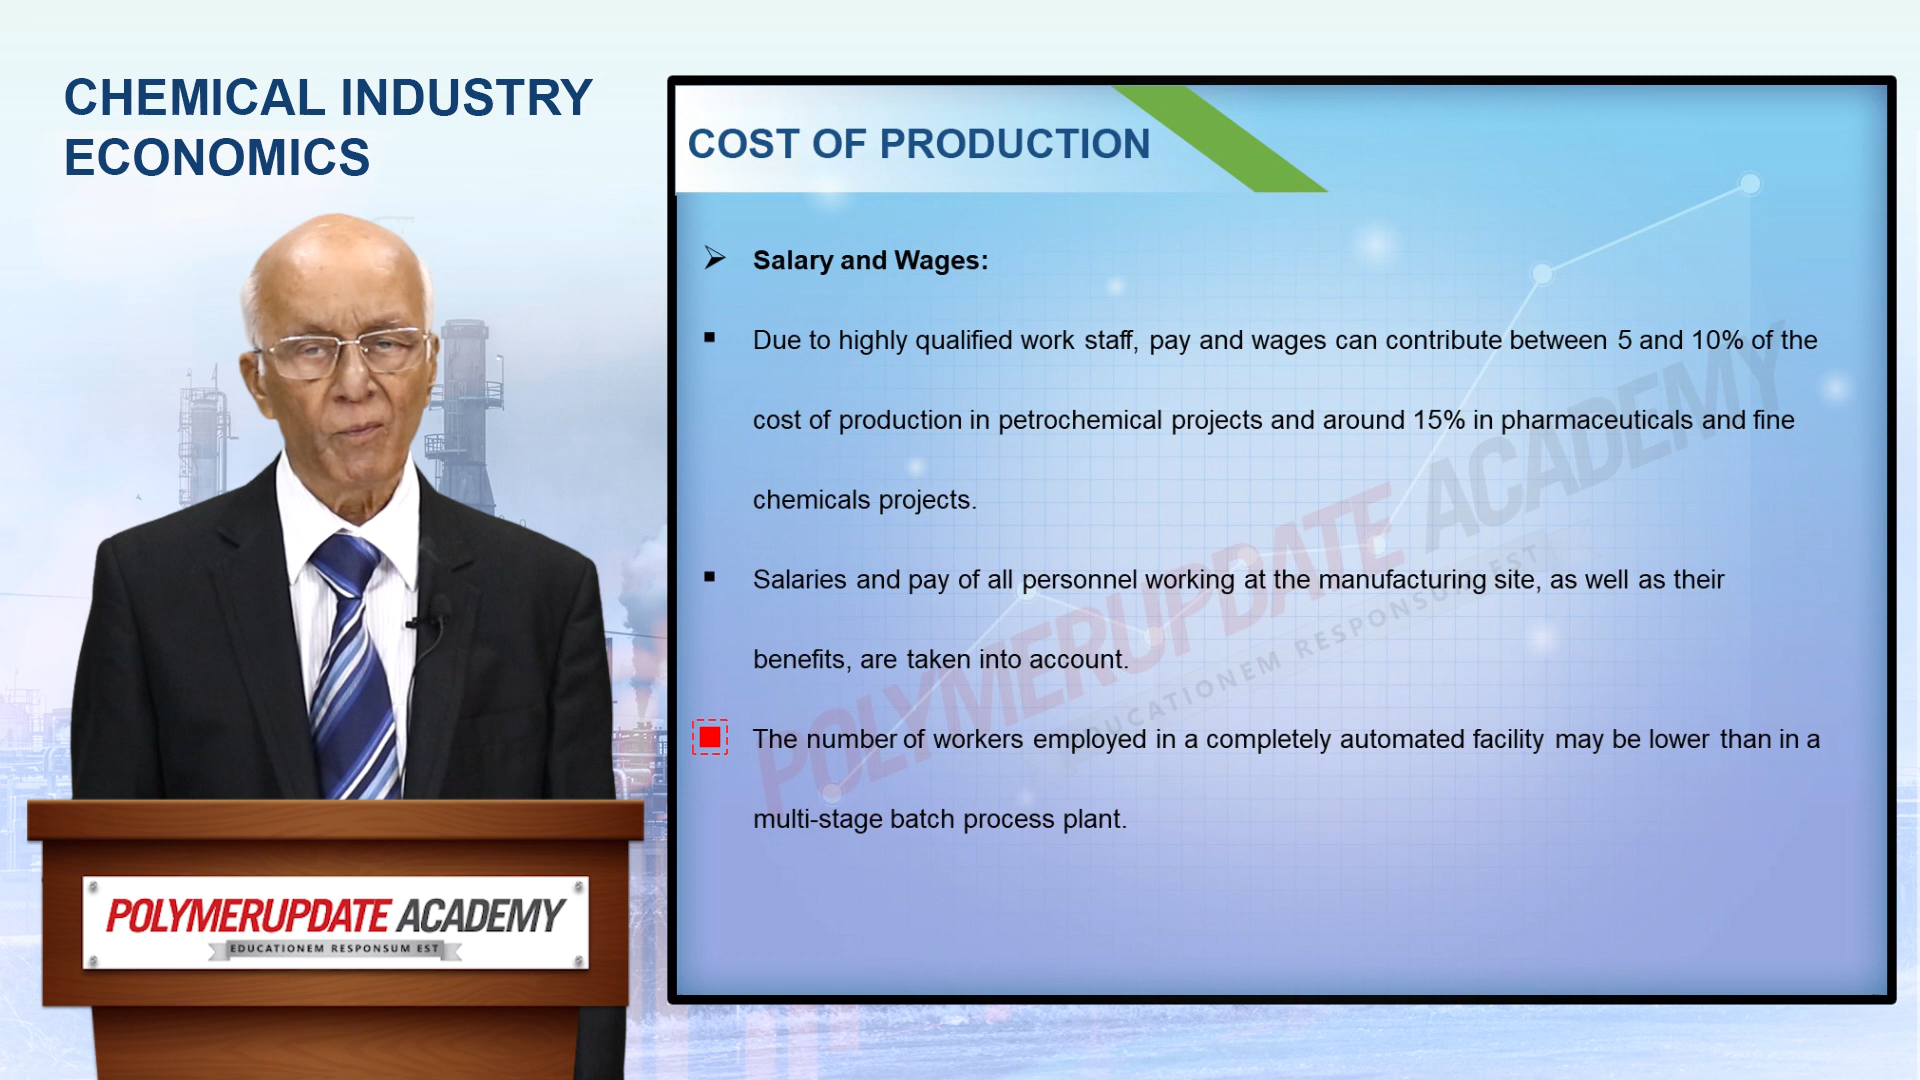 CHEMICAL INDUSTRY
ECONOMICS
COST OF PRODUCTION
Salary and Wages:
Due to highly qualified work staff, pay and wages can contribute between 5 and 10% of the
cost of production in petrochemical projects and around 15% in pharmaceuticals and fine
chemicals projects.
Salaries and pay of all personnel working at the manufacturing site, as well as their
benefits, are taken into account.
The number of workers employed in a completely automated facility may be lower than in a
multi-stage batch process plant.
POLYMERUPDATE ACADEMY
EDUCATIONEM RESPONSUM EST
POLYMERUPDATE ACADEMY
EDUCATIONEM RESPONSUM EST